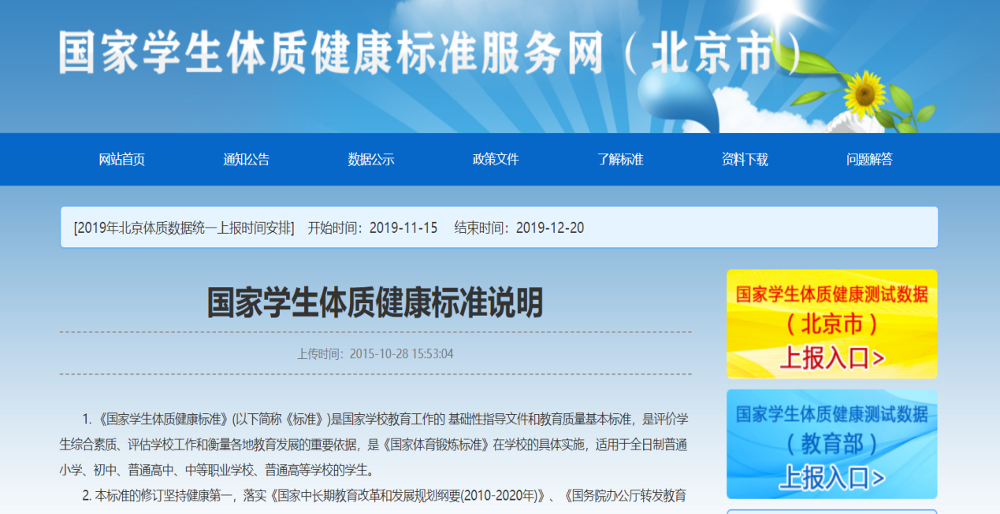 国家学生体质健康标准服务网（北京市）
网站首页 通知公告 数据公示 政策文件 了解标准 资料下载 问题解答
[2019年北京体质数据统一上报时间安排] 开始时间：2019-11-15 结束时间：2019-12-20
国家学生体质健康标准说明
上传时间：2015-10-28 15:53:04
1. 《国家学生体质健康标准》(以下简称《标准》)是国家学校教育工作的 基础性指导文件和教育质量基本标准，是评价学
生综合素质、评估学校工作和衡量各地教育发展的重要依据，是《国家体育锻炼标准》在学校的具体实施，适用于全日制普通
小学、初中、普通高中、中等职业学校、普通高等学校的学生。
2. 本标准的修订坚持健康第一，落实《国家中长期教育改革和发展规划纲要(2010-2020年)》、《国务院办公厅转发教育
国家学生体质健康测试数据
（北京市）
上报入口>
国家学生体质健康测试数据
（教育部）
上报入口>